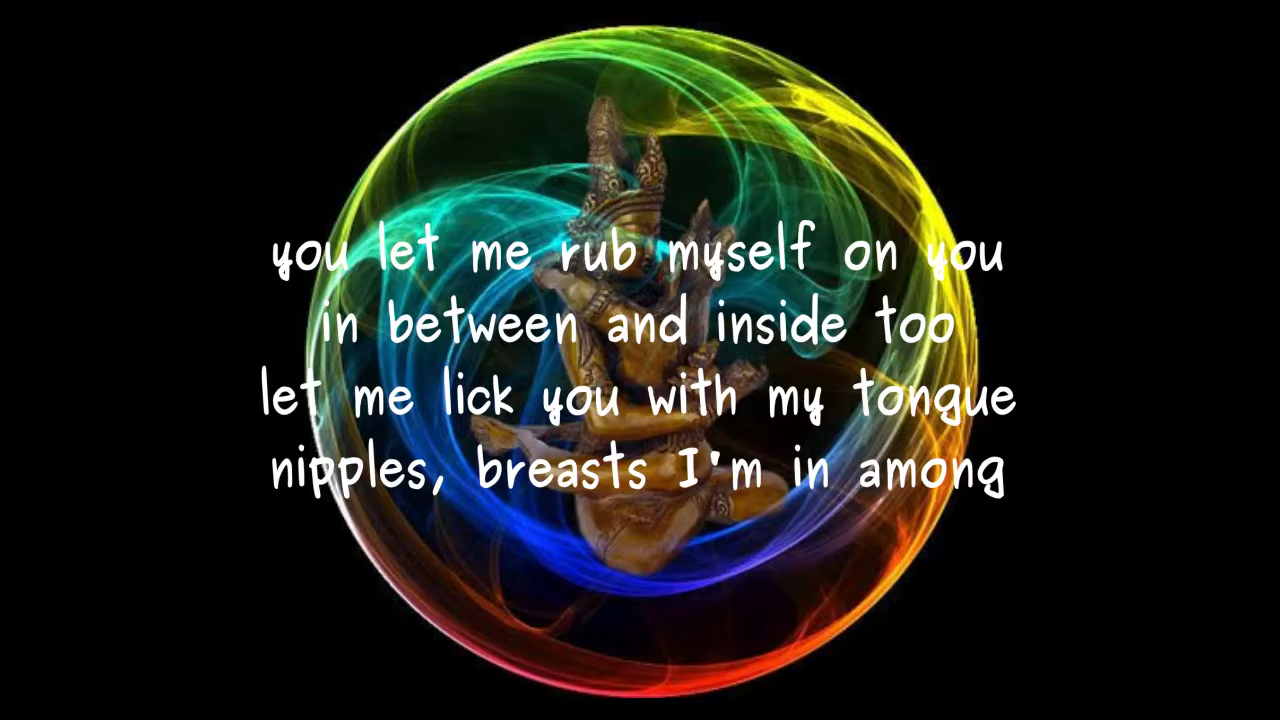 you let me rub myself on you
in between and inside too
let me lick you with my tongue
nipples, breasts I'm in among